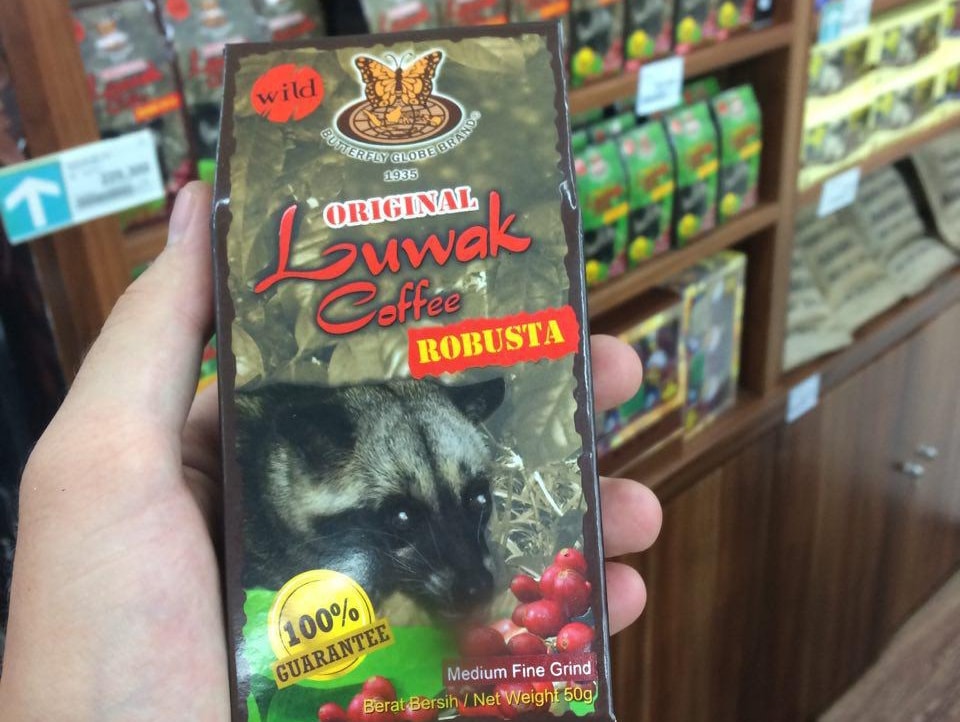 wild
BUTTERFLY GLOBE BRAND®
1935
ORIGINAL
Luwak
Coffee
ROBUSTA
100%
GUARANTEE
Medium Fine Grind
Berat Bersih / Net Weight 50g